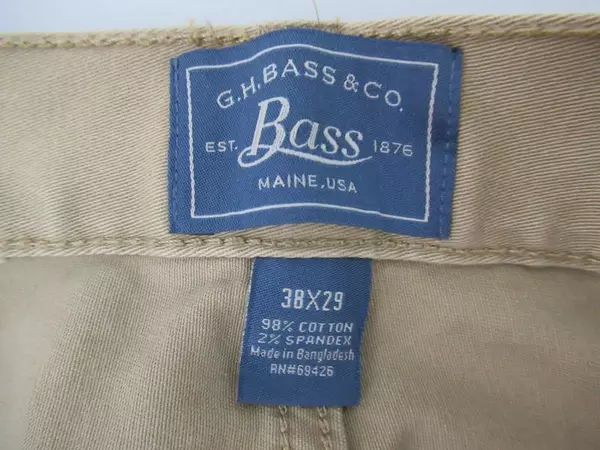 G.H.BASS & CO.
EST. Bass 1876
MAINE, USA
38X29
98% COTTON
2% SPANDEX
Made in Bangladesh
RN#69426